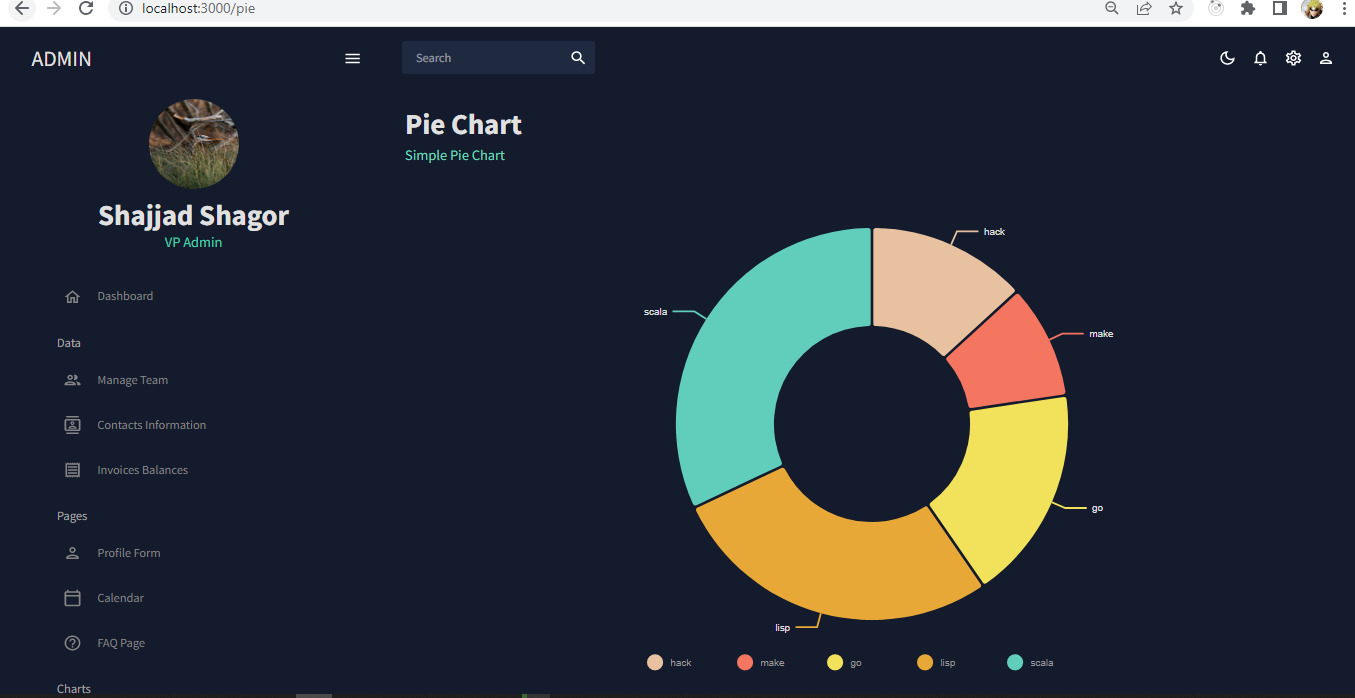 localhost:3000/pie
ADMIN
Search
Shajjad Shagor
VP Admin
Dashboard
Data
Manage Team
Contacts Information
Invoices Balances
Pages
Profile Form
Calendar
FAQ Page
Charts
Pie Chart
Simple Pie Chart
hack
make
go
lisp
scala
hack make go lisp scala